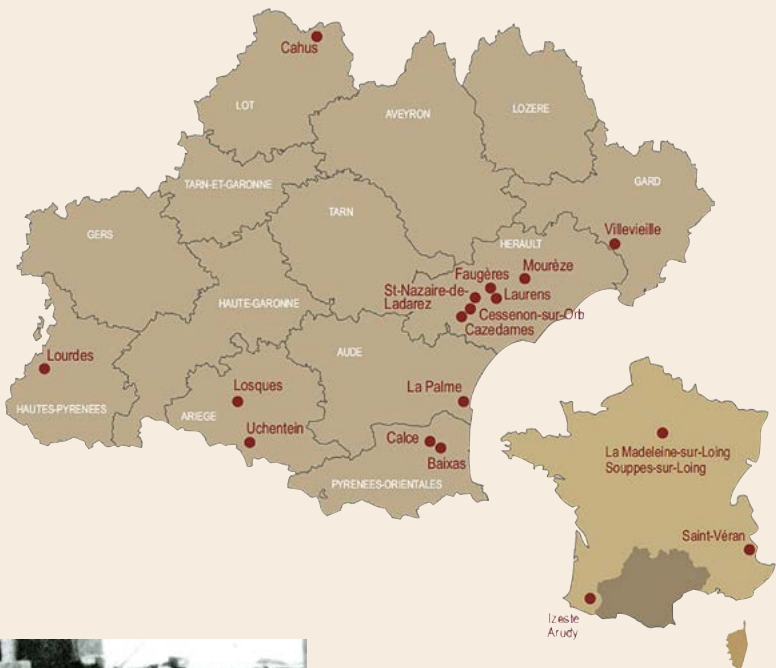 Cahus
LOT
AVEYRON
LOZERE
TARN-ET-GARONNE
GARD
TARN
GERS
Villevieille
HERAULT
Mourèze
Faugères
St-Nazaire-de-
Ladarez
Laurens
HAUTE-GARONNE
Cessenon-sur-Orb
Cazedames
AUDE
Lourdes
Losques
La Palme
HAUTES-PYRENEES
ARIEGE
Uchentein
Calce
Baixas
PYRENEES-ORIENTALES
La Madeleine-sur-Loing
Souppes-sur-Loing
Saint-Véran
Izeste
Arudy